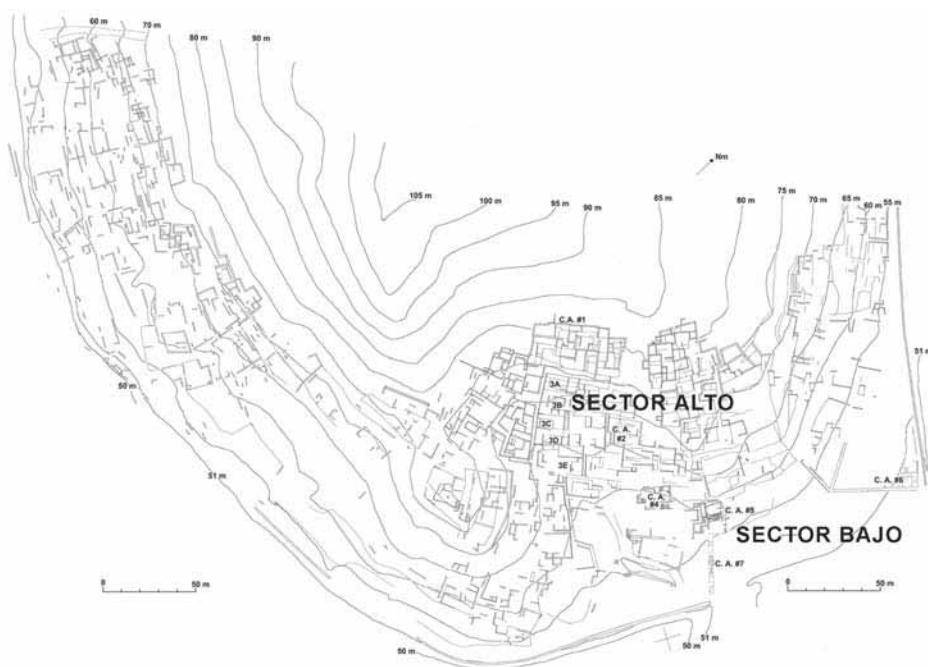 60 m
70 m
80 m
90 m
Nm
105 m
100 m
95 m
90 m
85 m
80 m
75 m
70 m
65 m
60 m
55 m
C.A. #1
51 m
50 m
3A
3B
SECTOR ALTO
3C
C. A.
#2
3D
3E
51 m
C. A.
#4
C.A. #6
C.A. #5
SECTOR BAJO
C. A. #7
0 50 m
0 50 m
50 m
50 m
51 m